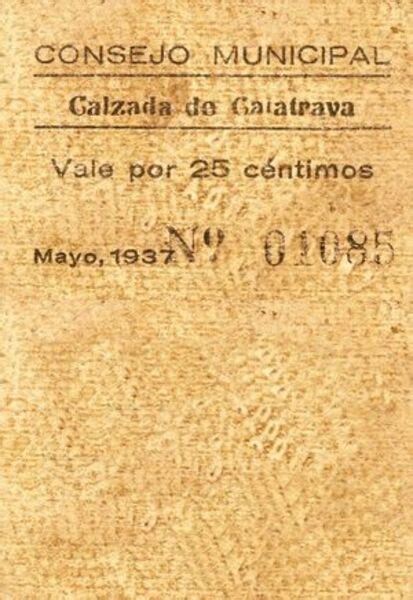 CONSEJO MUNICIPAL
Calzada de Calatrava
Vale por 25 céntimos
Mayo, 1937 Nº 01085